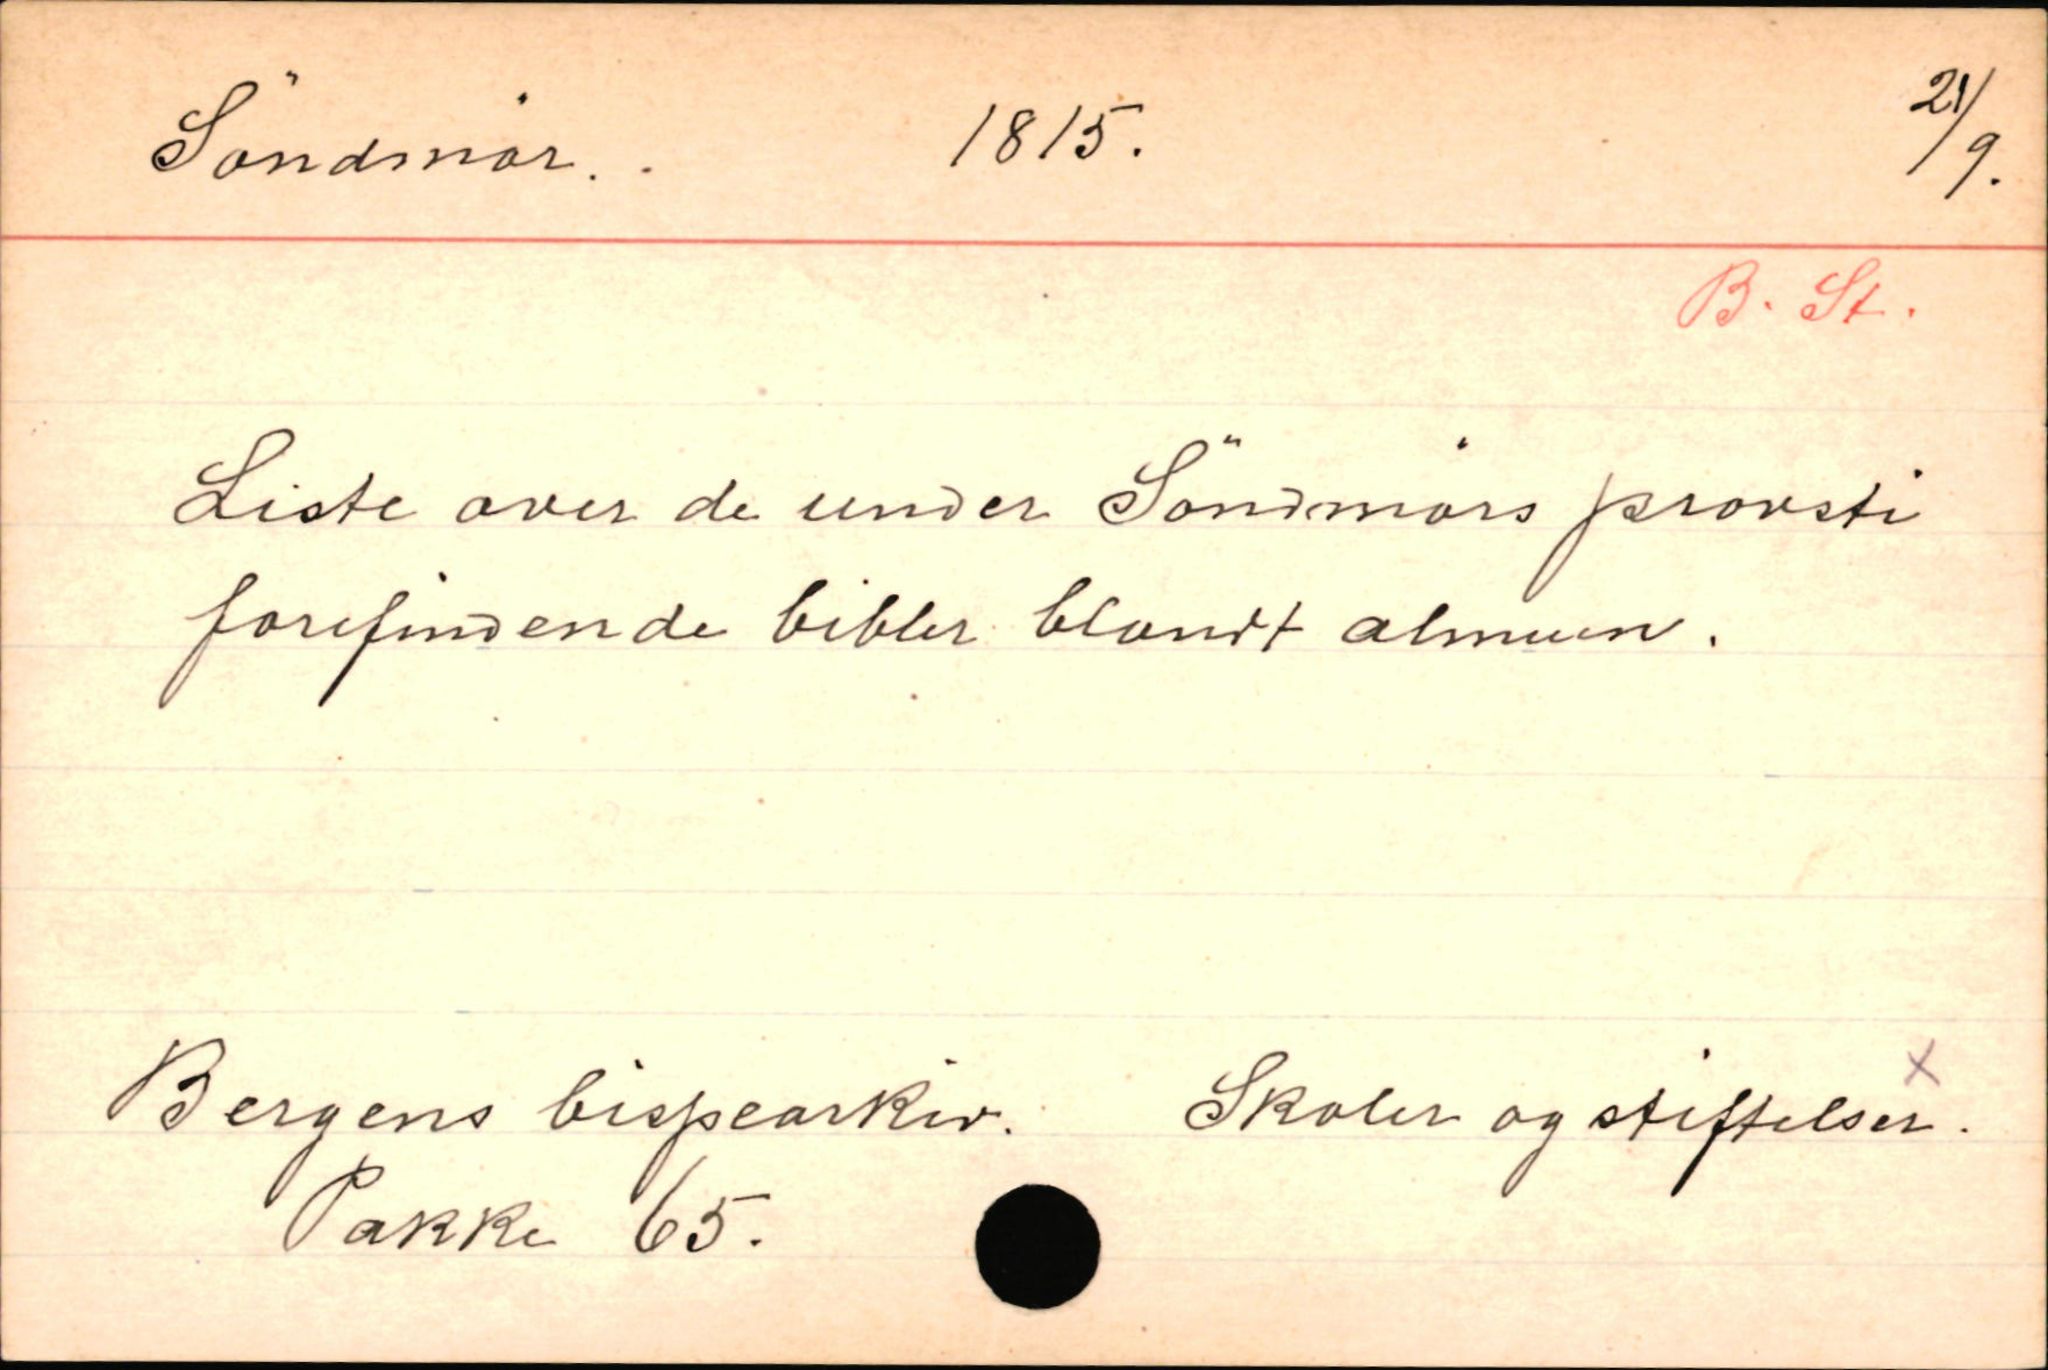 Söndmör. 1815. 21/9.
B. St.
Liste over de under Söndmörs provsti
forefindende bibler blandt almuen.
Bergens bispearkiv. Skoler og stiftelser. x
Pakke 65.